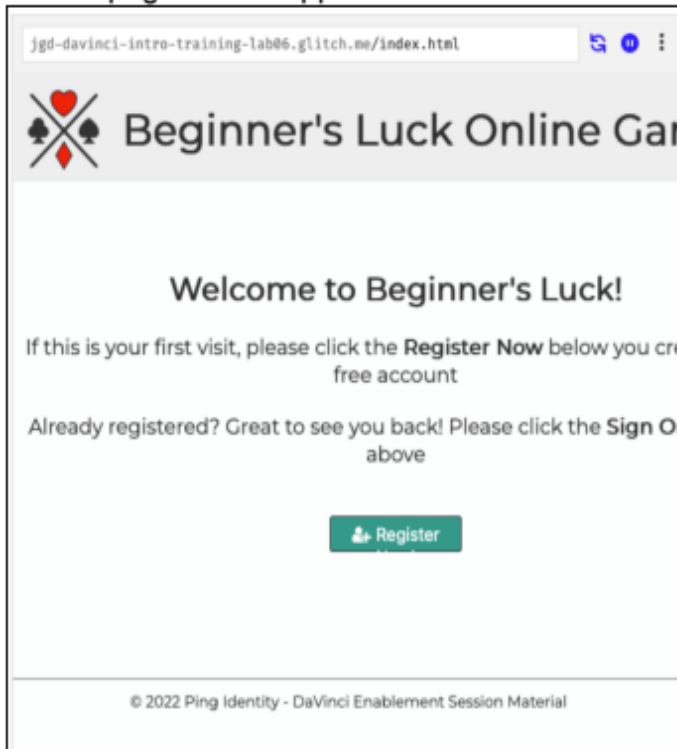 jgd-davinci-intro-training-lab06.glitch.me/index.html
Beginner's Luck Online Gar
Welcome to Beginner's Luck!
If this is your first visit, please click the Register Now below you cre
free account
Already registered? Great to see you back! Please click the Sign O
above
Register
© 2022 Ping Identity - DaVinci Enablement Session Material